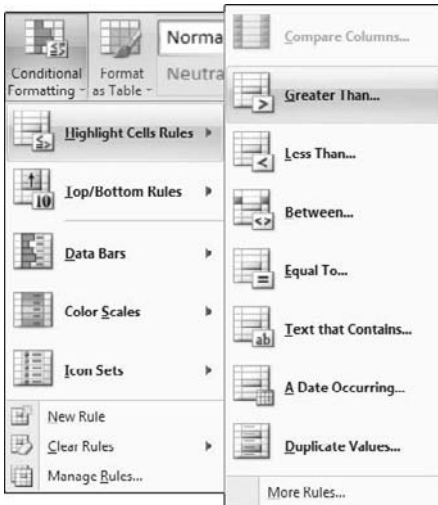 Conditional
Formatting
Format
as Table
Norma
Neutra
Highlight Cells Rules
Top/Bottom Rules
10
Data Bars
Color Scales
Icon Sets
New Rule
Clear Rules
Manage Rules...
Compare Columns...
Greater Than...
Less Than...
Between...
Equal To...
Text that Contains...
ab
A Date Occurring...
Duplicate Values...
More Rules...